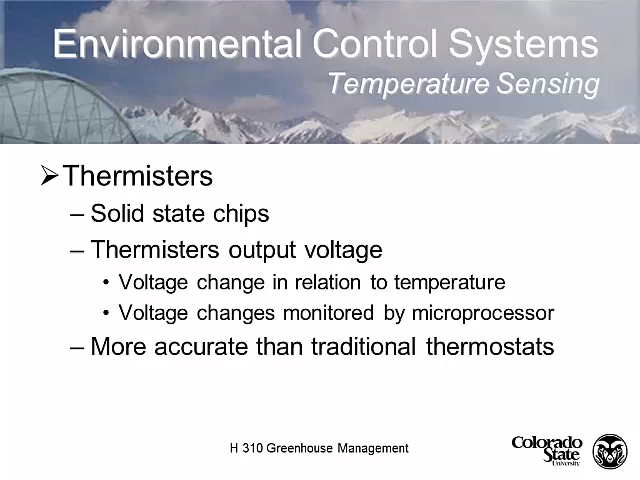 Environmental Control Systems
Temperature Sensing
➢Thermisters
– Solid state chips
– Thermisters output voltage
• Voltage change in relation to temperature
• Voltage changes monitored by microprocessor
– More accurate than traditional thermostats
H 310 Greenhouse Management
Colorado
State
University